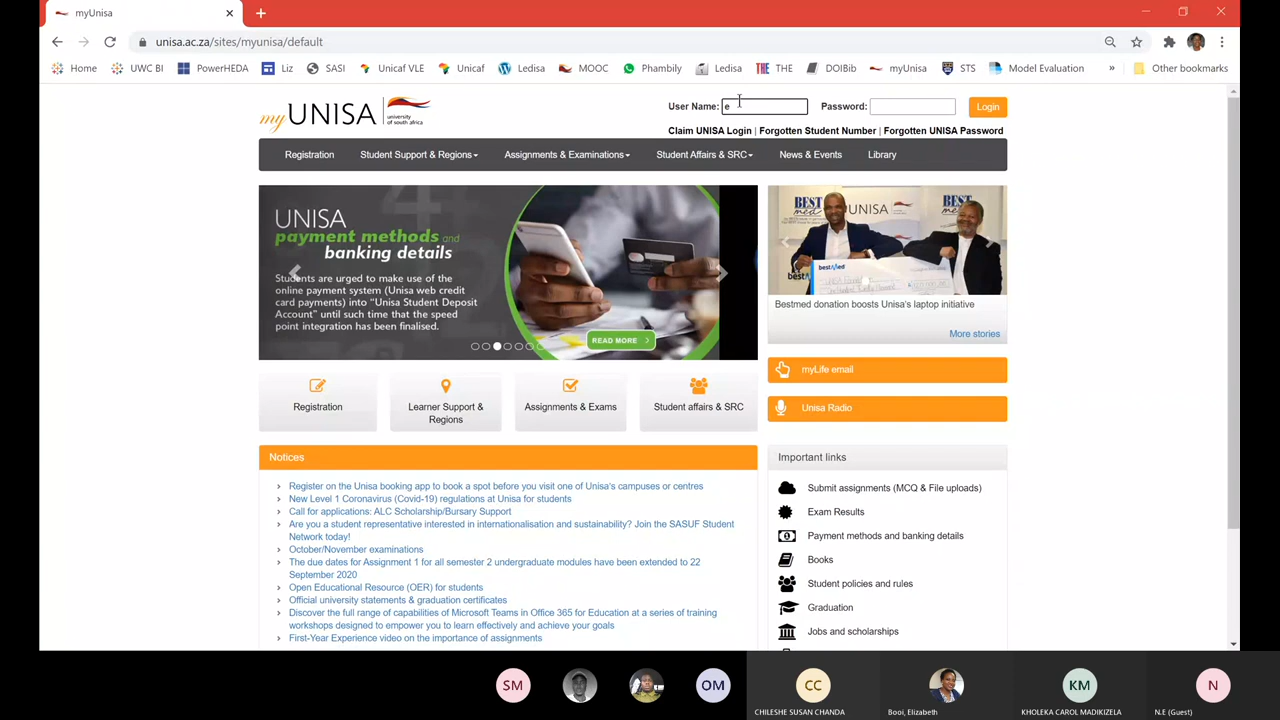 myUnisa
unisa.ac.za/sites/myunisa/default
Home UWC BI PowerHEDA Liz SASI Unicaf VLE Unicaf Ledisa MOOC Phambily Ledisa THE DOIBib myUnisa STS Model Evaluation » Other bookmarks
my UNISA university of south africa
User Name: e Password: Login
Claim UNISA Login | Forgotten Student Number | Forgotten UNISA Password
Registration Student Support & Regions Assignments & Examinations Student Affairs & SRC News & Events Library
UNISA
payment methods and
banking details
Students are urged to make use of the
online payment system (Unisa web credit
card payments) into "Unisa Student Deposit
Account" until such time that the speed
point integration has been finalised.
READ MORE
BEST med UNISA BEST med
bestmed
Bestmed donation boosts Unisa's laptop initiative
More stories
myLife email
Unisa Radio
Registration
Learner Support &
Regions
Assignments & Exams
Student affairs & SRC
Notices
Register on the Unisa booking app to book a spot before you visit one of Unisa's campuses or centres
New Level 1 Coronavirus (Covid-19) regulations at Unisa for students
Call for applications: ALC Scholarship/Bursary Support
Are you a student representative interested in internationalisation and sustainability? Join the SASUF Student
Network today!
October/November examinations
The due dates for Assignment 1 for all semester 2 undergraduate modules have been extended to 22
September 2020
Open Educational Resource (OER) for students
Official university statements & graduation certificates
Discover the full range of capabilities of Microsoft Teams in Office 365 for Education at a series of training
workshops designed to empower you to learn effectively and achieve your goals
First-Year Experience video on the importance of assignments
Important links
Submit assignments (MCQ & File uploads)
Exam Results
Payment methods and banking details
Books
Student policies and rules
Graduation
Jobs and scholarships
SM OM CC KM N
CHILESHE SUSAN CHANDA Booi, Elizabeth KHOLEKA CAROL MADIKIZELA N.E (Guest)